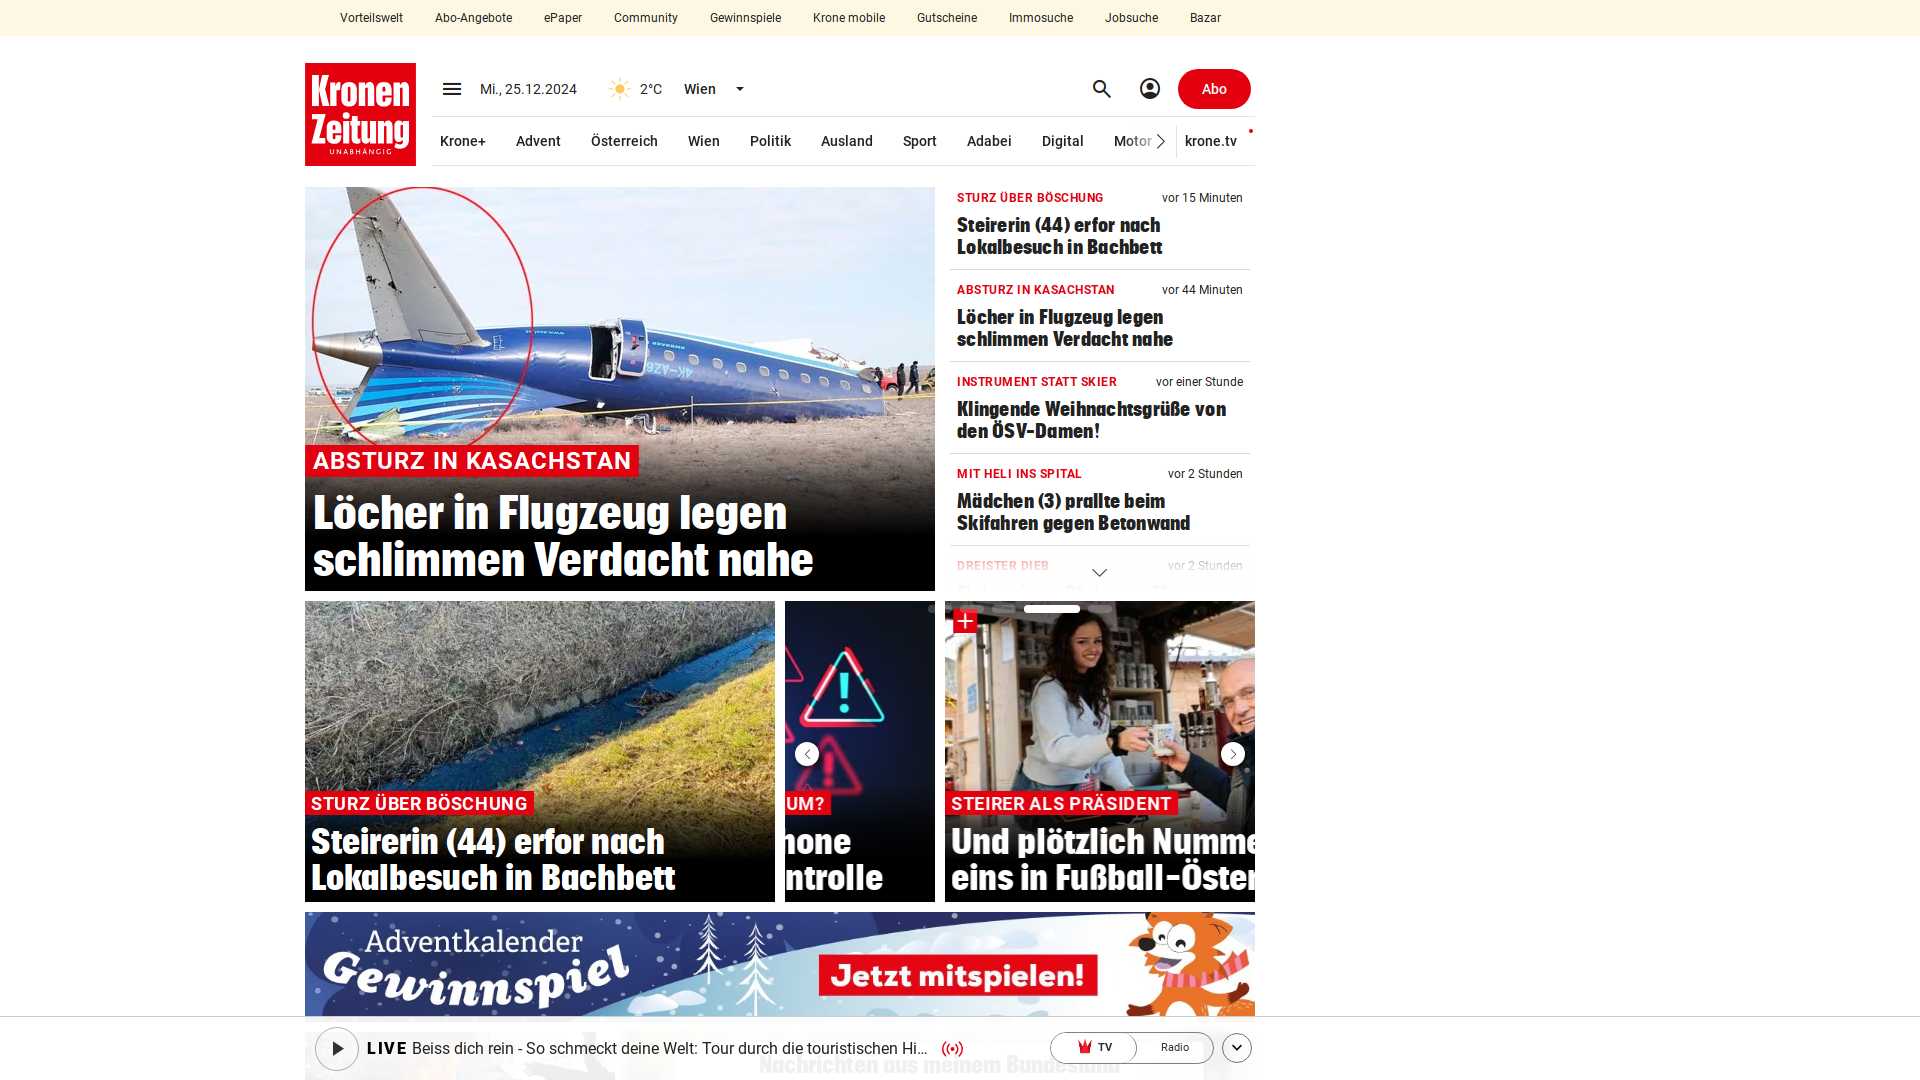 Vorteilswelt Abo-Angebote ePaper Community Gewinnspiele Krone mobile Gutscheine Immosuche Jobsuche Bazar
Kronen
Zeitung
UNABHÄNGIG
Mi., 25.12.2024 2°C Wien
Abo
Krone+ Advent Österreich Wien Politik Ausland Sport Adabei Digital Motor krone.tv
ABSTURZ IN KASACHSTAN
Löcher in Flugzeug legen
schlimmen Verdacht nahe
STURZ ÜBER BÖSCHUNG vor 15 Minuten
Steirerin (44) erfor nach
Lokalbesuch in Bachbett
ABSTURZ IN KASACHSTAN vor 44 Minuten
Löcher in Flugzeug legen
schlimmen Verdacht nahe
INSTRUMENT STATT SKIER vor einer Stunde
Klingende Weihnachtsgrüße von
den ÖSV-Damen!
MIT HELI INS SPITAL vor 2 Stunden
Mädchen (3) prallte beim
Skifahren gegen Betonwand
DREISTER DIEB vor 2 Stunden
STURZ ÜBER BÖSCHUNG
Steirerin (44) erfor nach
Lokalbesuch in Bachbett
UM?
hone
ntrolle
STEIRER ALS PRÄSIDENT
Und plötzlich Numme
eins in Fußball-Öster
Adventkalender
Gewinnspiel
Jetzt mitspielen!
LIVE Beiss dich rein - So schmeckt deine Welt: Tour durch die touristischen Hi...
TV Radio
Nachrichten aus meinem Bundesland